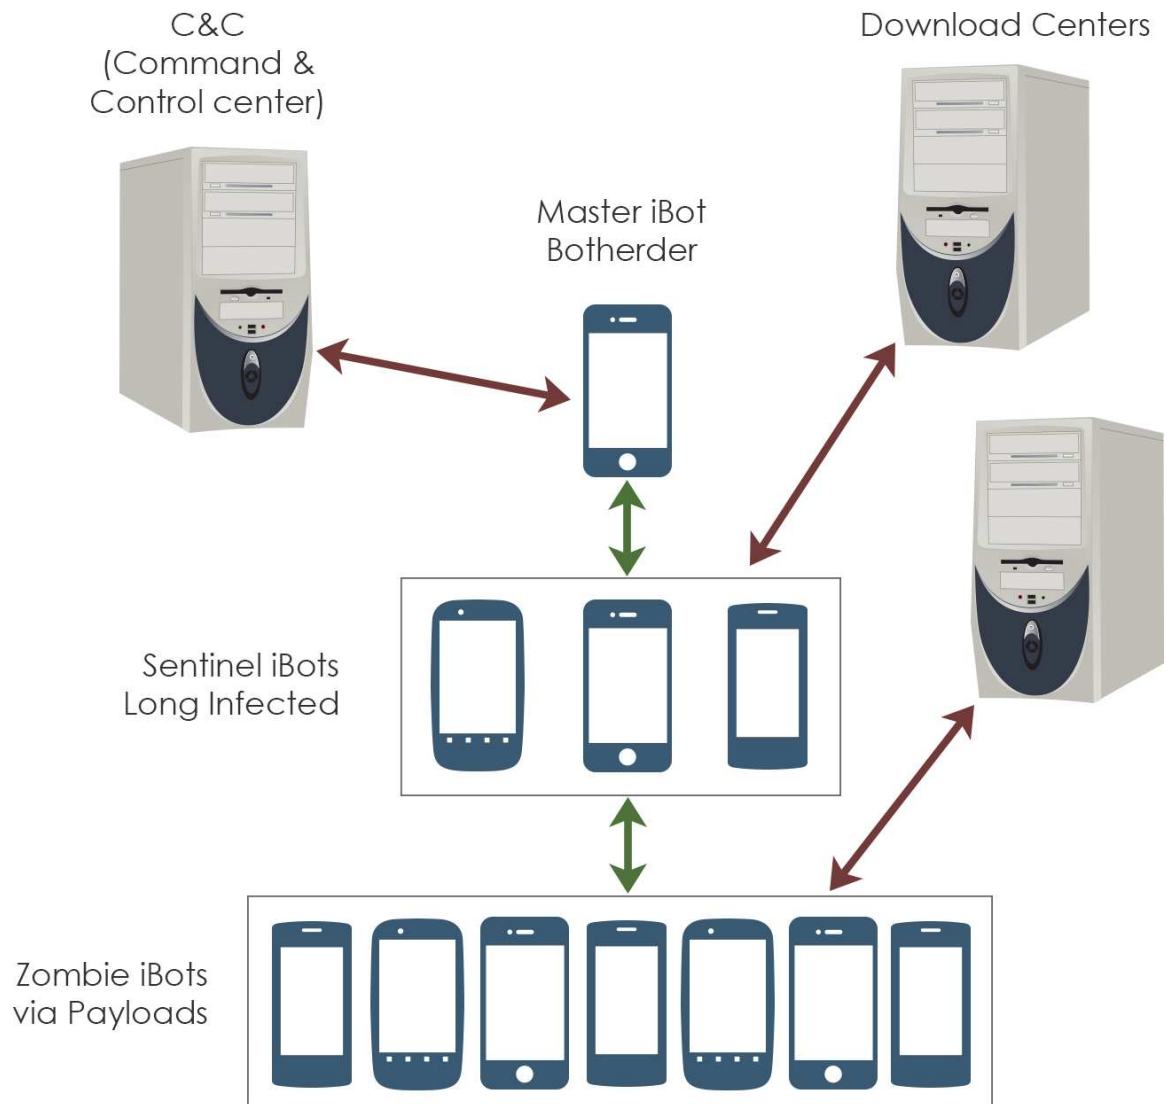 C&C
(Command &
Control center)
Download Centers
Master iBot
Botherder
Sentinel iBots
Long Infected
Zombie iBots
via Payloads